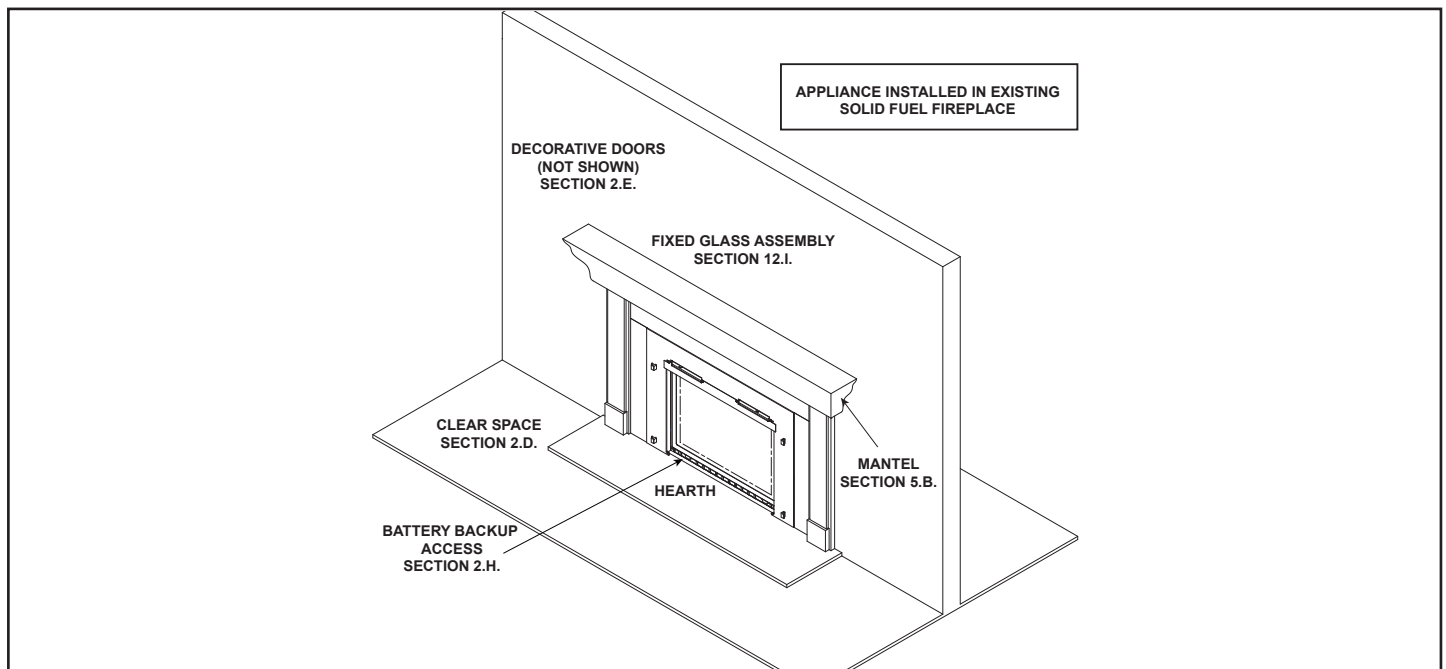 APPLIANCE INSTALLED IN EXISTING
SOLID FUEL FIREPLACE
DECORATIVE DOORS
(NOT SHOWN)
SECTION 2.E.
FIXED GLASS ASSEMBLY
SECTION 12.I.
CLEAR SPACE
SECTION 2.D.
MANTEL
SECTION 5.B.
HEARTH
BATTERY BACKUP
ACCESS
SECTION 2.H.